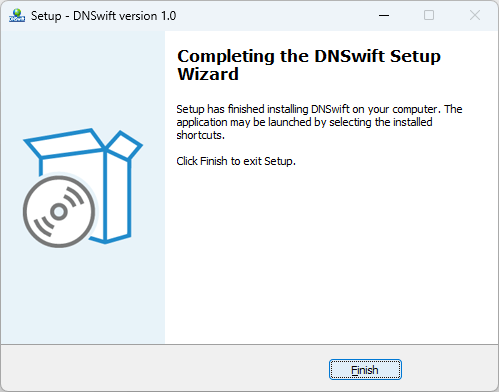 Setup - DNSwift version 1.0
Completing the DNSwift Setup
Wizard
Setup has finished installing DNSwift on your computer. The
application may be launched by selecting the installed
shortcuts.
Click Finish to exit Setup.
Finish